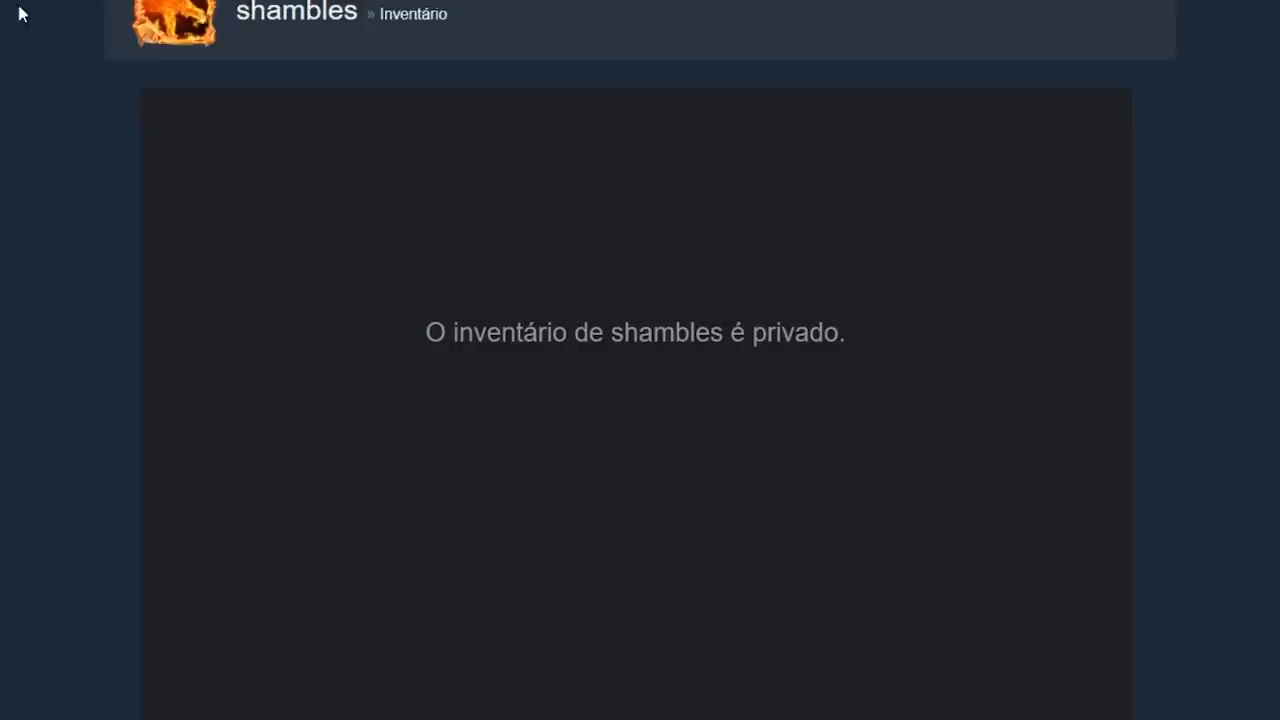 shambles » Inventário
O inventário de shambles é privado.